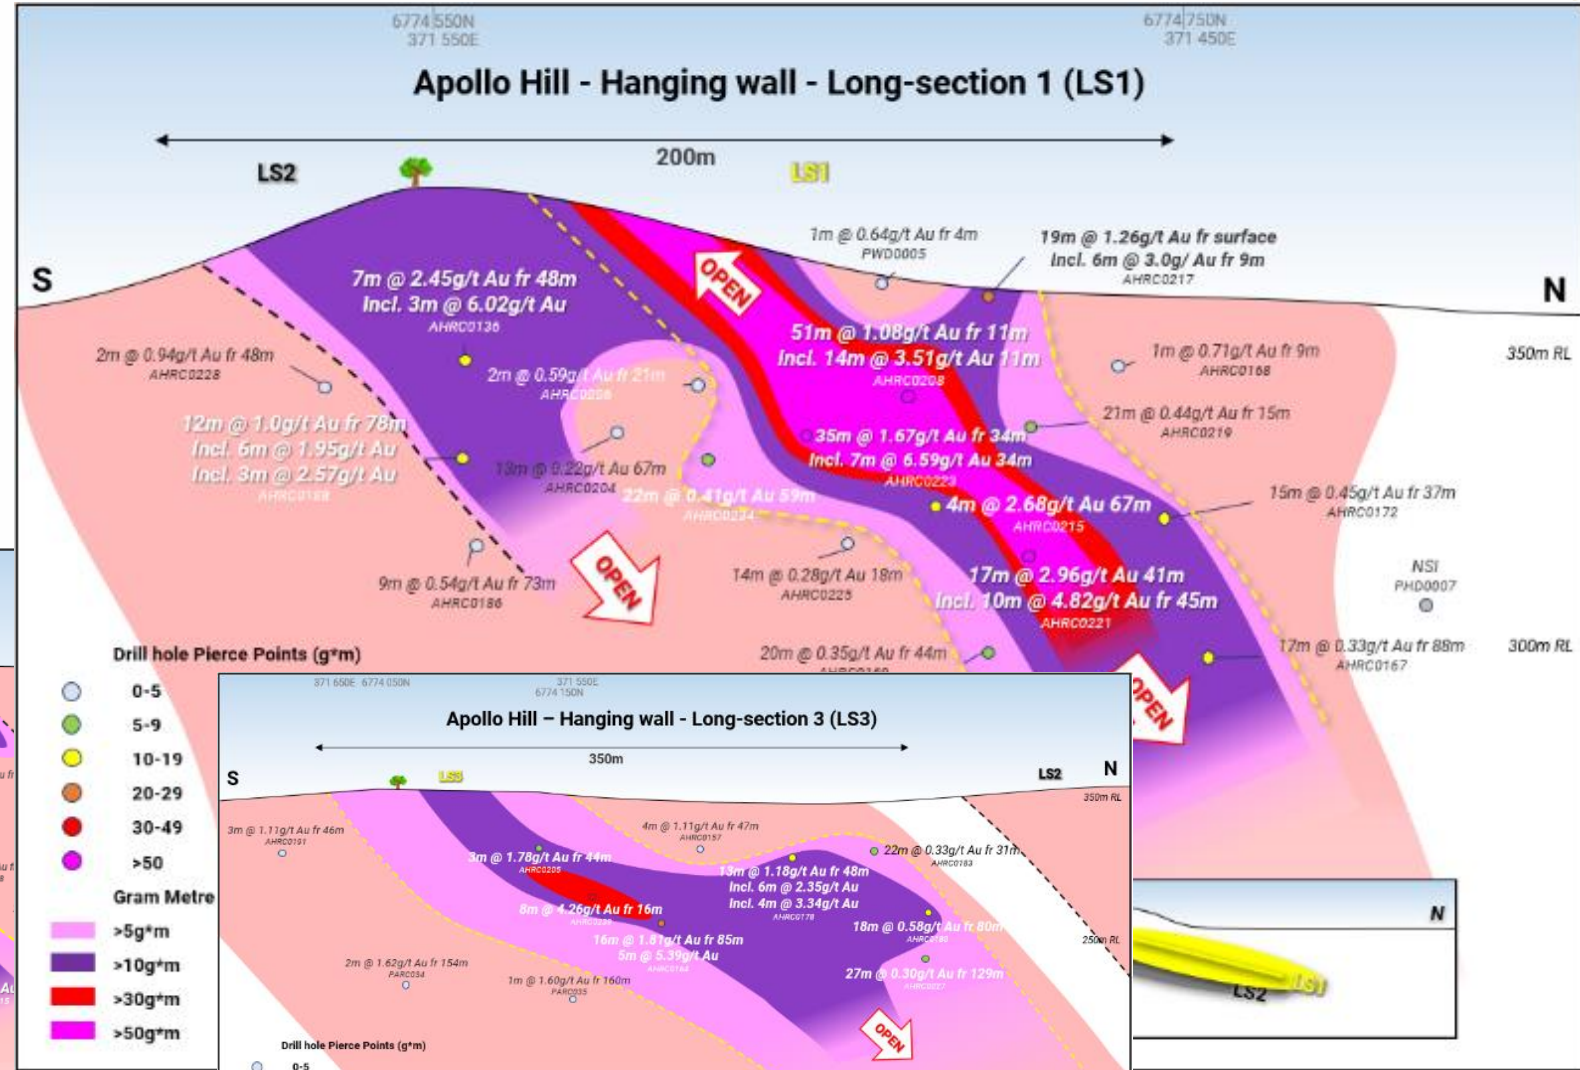 6774 550N
371 550E
6774 750N
371 450E
Apollo Hill - Hanging wall - Long-section 1 (LS1)
200m
LS2
LS1
S
N
1m @ 0.64g/t Au fr 4m
PWD0005
19m @ 1.26g/t Au fr surface
Incl. 6m @ 3.0g/ Au fr 9m
AHRC0217
7m @ 2.45g/t Au fr 48m
Incl. 3m @ 6.02g/t Au
AHRC0136
51m @ 1.08g/t Au fr 11m
Incl. 14m @ 3.51g/t Au 11m
AHRC0208
2m @ 0.94g/t Au fr 48m
AHRC0228
2m @ 0.59g/t Au fr 21m
1m @ 0.71g/t Au fr 9m
AHRC0168
350m RL
12m @ 1.0g/t Au fr 78m
Incl. 6m @ 1.95g/t Au
Incl. 3m @ 2.57g/t Au
21m @ 0.44g/t Au fr 15m
AHRC0219
35m @ 1.67g/t Au fr 34m
Incl. 7m @ 6.59g/t Au 34m
AHRC0223
13m @ 0.22g/t Au 67m
AHRC0204
22m @ 0.41g/t Au 59m
AHRC0224
4m @ 2.68g/t Au 67m
AHRC0215
15m @ 0.45g/t Au fr 37m
AHRC0172
9m @ 0.54g/t Au fr 73m
AHRC0186
14m @ 0.28g/t Au 18m
AHRC0225
17m @ 2.96g/t Au 41m
Incl. 10m @ 4.82g/t Au fr 45m
AHRC0221
NSI
PHD0007
20m @ 0.35g/t Au fr 44m
17m @ 0.33g/t Au fr 88m
AHRC0167
300m RL
OPEN
OPEN
OPEN
Drill hole Pierce Points (g*m)
0-5
5-9
10-19
20-29
30-49
>50
Gram Metre
>5g*m
>10g*m
>30g*m
>50g*m
371 650E 6774 050N
371 550E
6774 150N
Apollo Hill – Hanging wall - Long-section 3 (LS3)
350m
S
LS3
LS2
N
350m RL
3m @ 1.11g/t Au fr 46m
AHRC0191
4m @ 1.11g/t Au fr 47m
AHRC0157
22m @ 0.33g/t Au fr 31m
AHRC0183
3m @ 1.78g/t Au fr 44m
AHRC0205
13m @ 1.18g/t Au fr 48m
Incl. 6m @ 2.35g/t Au
Incl. 4m @ 3.34g/t Au
AHRC0178
8m @ 4.26g/t Au fr 16m
18m @ 0.58g/t Au fr 80m
16m @ 1.81g/t Au fr 85m
5m @ 5.39g/t Au
250m RL
2m @ 1.62g/t Au fr 154m
PARC034
1m @ 1.60g/t Au fr 160m
PARC035
27m @ 0.30g/t Au fr 129m
AHRC0227
OPEN
Drill hole Pierce Points (g*m)
0-5
N
LS1
LS2